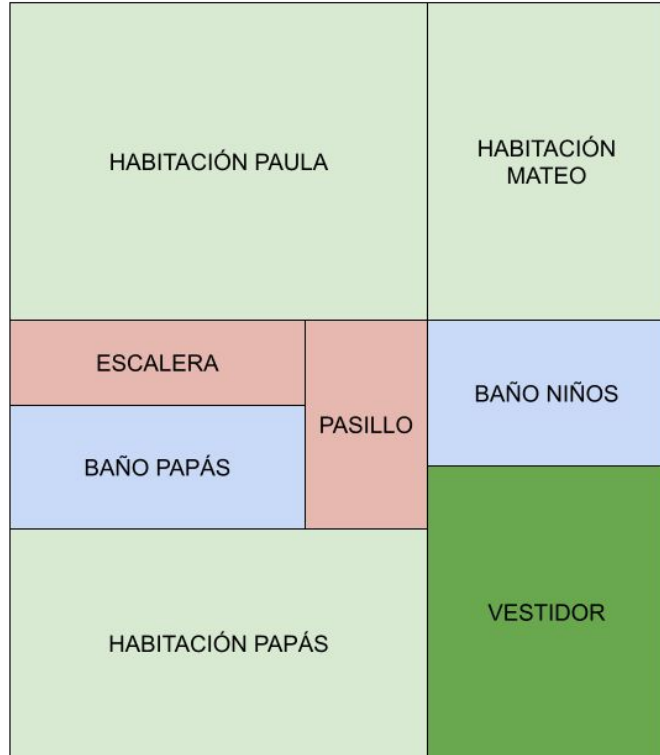 HABITACIÓN PAULA
HABITACIÓN
MATEO
ESCALERA
PASILLO
BAÑO NIÑOS
BAÑO PAPÁS
HABITACIÓN PAPÁS
VESTIDOR